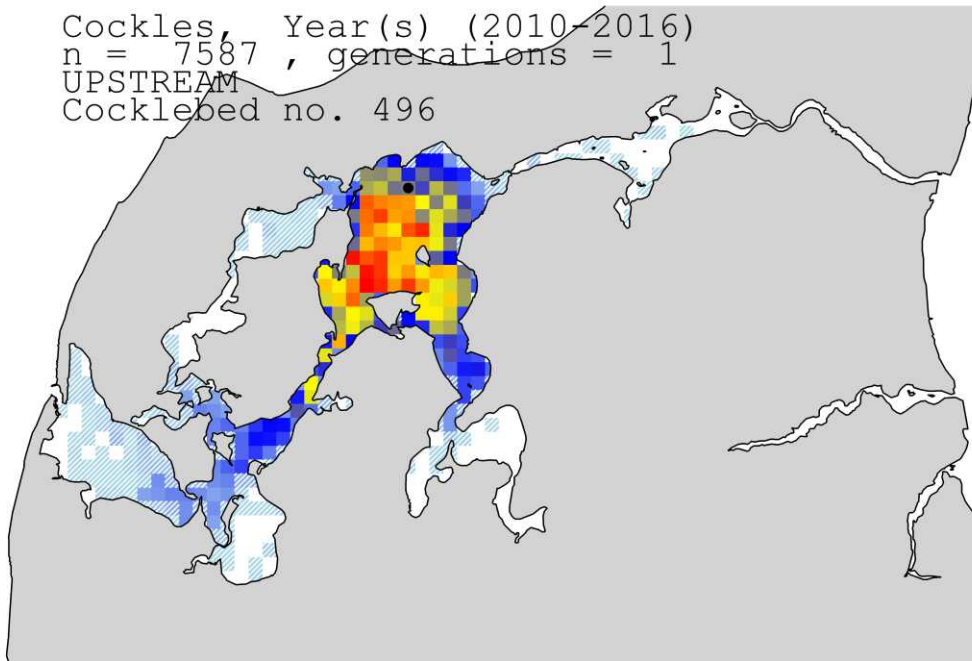 Cockles, Year(s) (2010-2016)
n = 7587 , generations = 1
UPSTREAM
Cocklebed no. 496